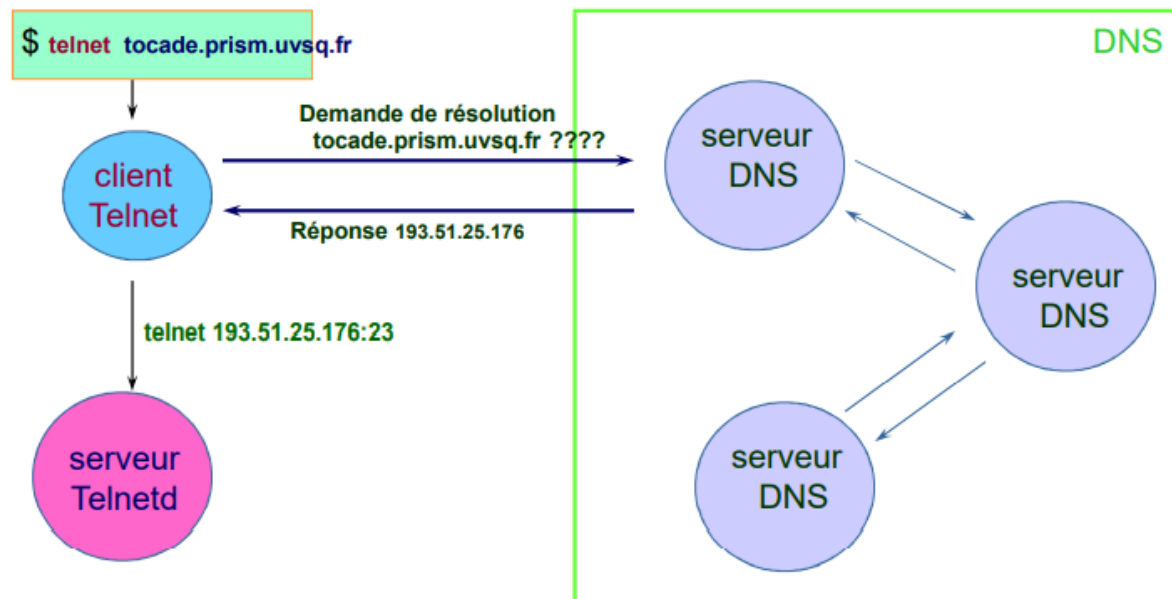 $ telnet tocade.prism.uvsq.fr
DNS
Demande de résolution
tocade.prism.uvsq.fr ????
client
Telnet
serveur
DNS
Réponse 193.51.25.176
serveur
DNS
telnet 193.51.25.176:23
serveur
Telnetd
serveur
DNS